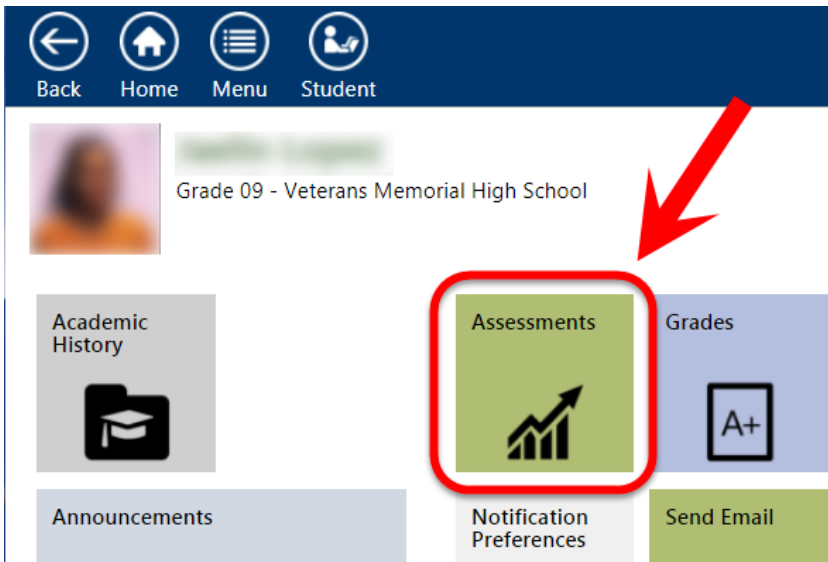 Back Home Menu Student
Grade 09 - Veterans Memorial High School
Academic
History
Assessments
Grades
A+
Announcements
Notification
Preferences
Send Email